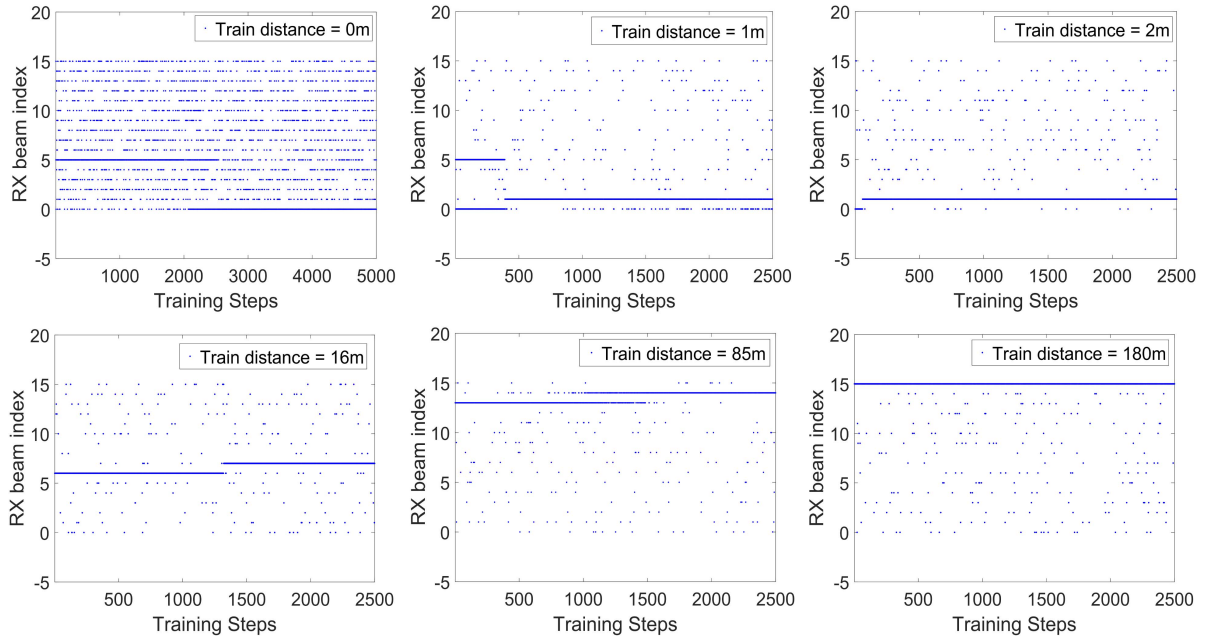 Train distance = 0m
20
15
10
5
0
-5
RX beam index
1000 2000 3000 4000 5000
Training Steps
Train distance = 1m
20
15
10
5
0
-5
RX beam index
500 1000 1500 2000 2500
Training Steps
Train distance = 2m
20
15
10
5
0
-5
RX beam index
500 1000 1500 2000 2500
Training Steps
Train distance = 16m
20
15
10
5
0
-5
RX beam index
500 1000 1500 2000 2500
Training Steps
Train distance = 85m
20
15
10
5
0
-5
RX beam index
500 1000 1500 2000 2500
Training Steps
Train distance = 180m
20
15
10
5
0
-5
RX beam index
500 1000 1500 2000 2500
Training Steps